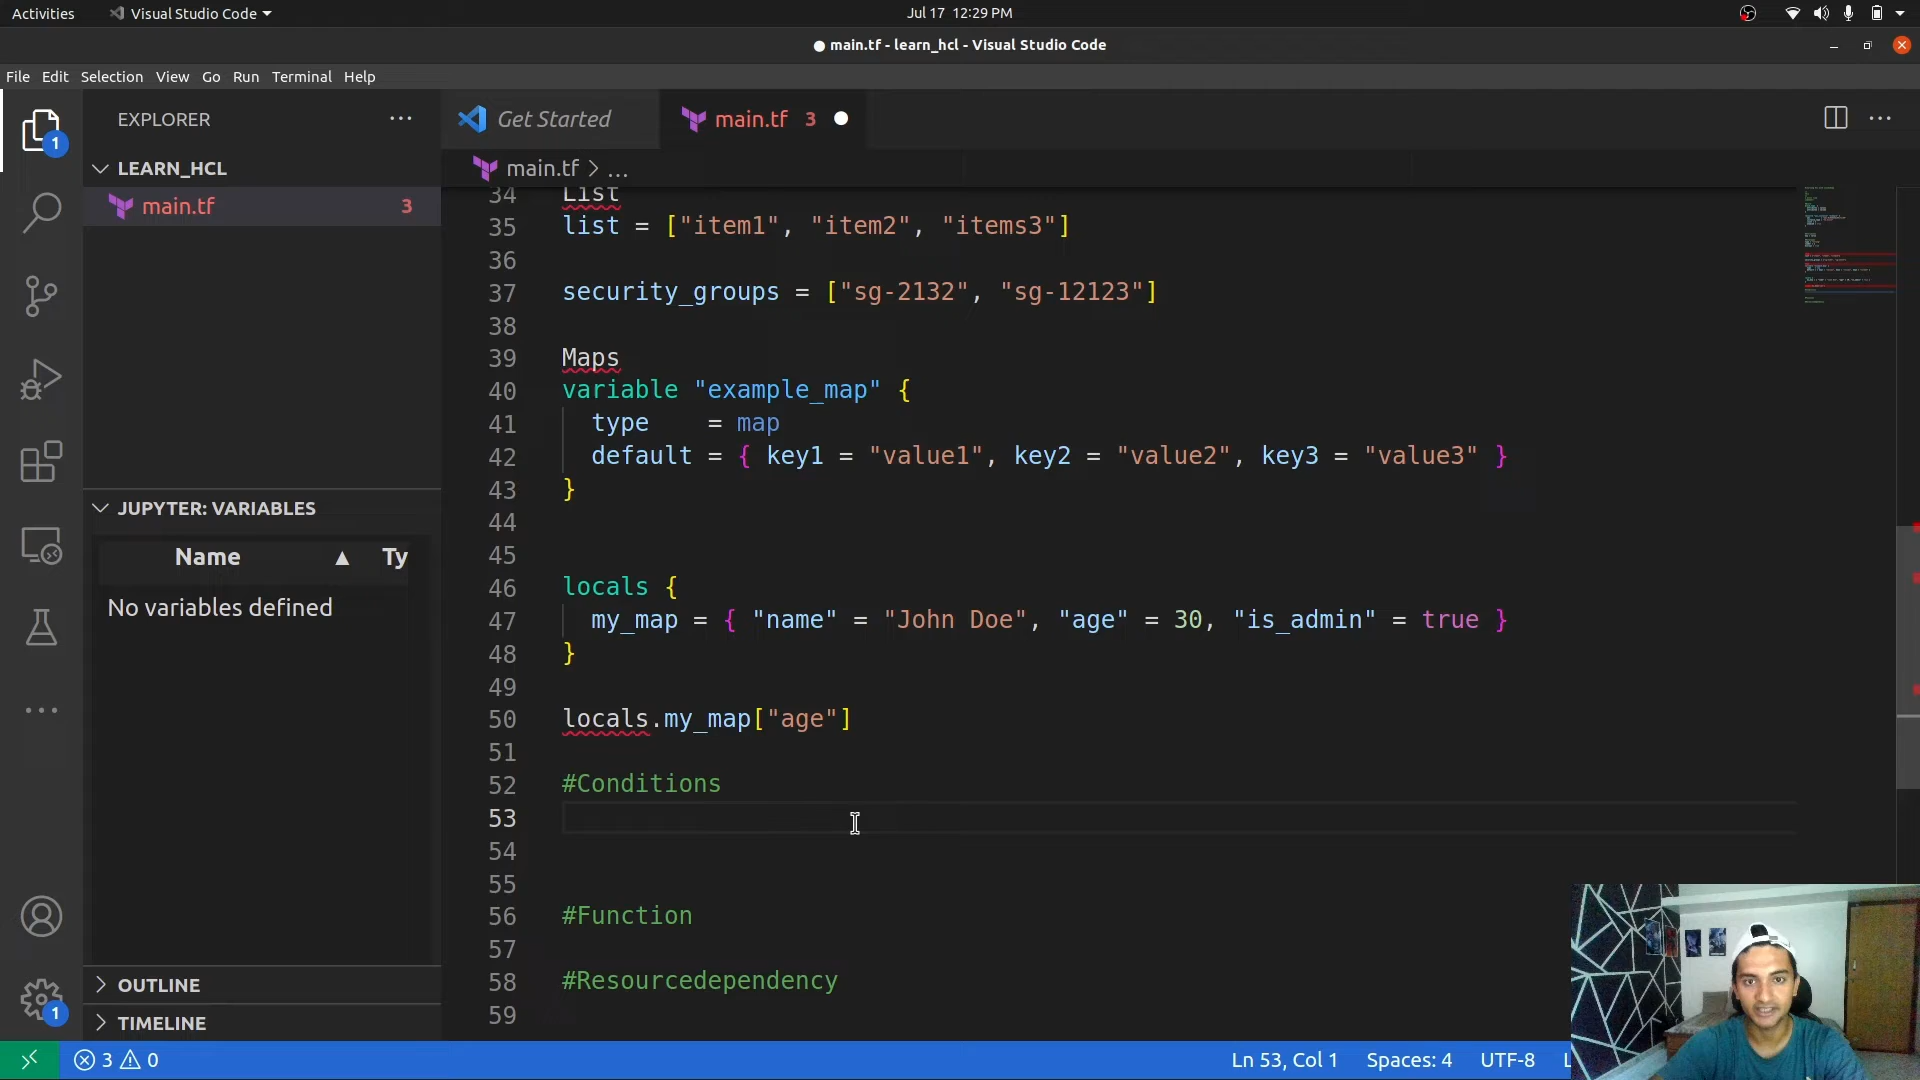 Activities
Visual Studio Code
Jul 17 12:29 PM
main.tf - learn_hcl - Visual Studio Code
File Edit Selection View Go Run Terminal Help
EXPLORER
Get Started
main.tf 3
1
LEARN_HCL
main.tf > ...
main.tf 3
34 List
35 list = ["item1", "item2", "items3"]
36
37 security_groups = ["sg-2132", "sg-12123"]
38
39 Maps
40 variable "example_map" {
41 type = map
42 default = { key1 = "value1", key2 = "value2", key3 = "value3" }
43 }
44
45
46 locals {
47 my_map = { "name" = "John Doe", "age" = 30, "is_admin" = true }
48 }
49
50 locals.my_map["age"]
51
52 #Conditions
53
54
55
56 #Function
57
58 #Resourcedependency
59
JUPYTER: VARIABLES
Name Ty
No variables defined
OUTLINE
1
TIMELINE
3 0
Ln 53, Col 1 Spaces: 4 UTF-8 L